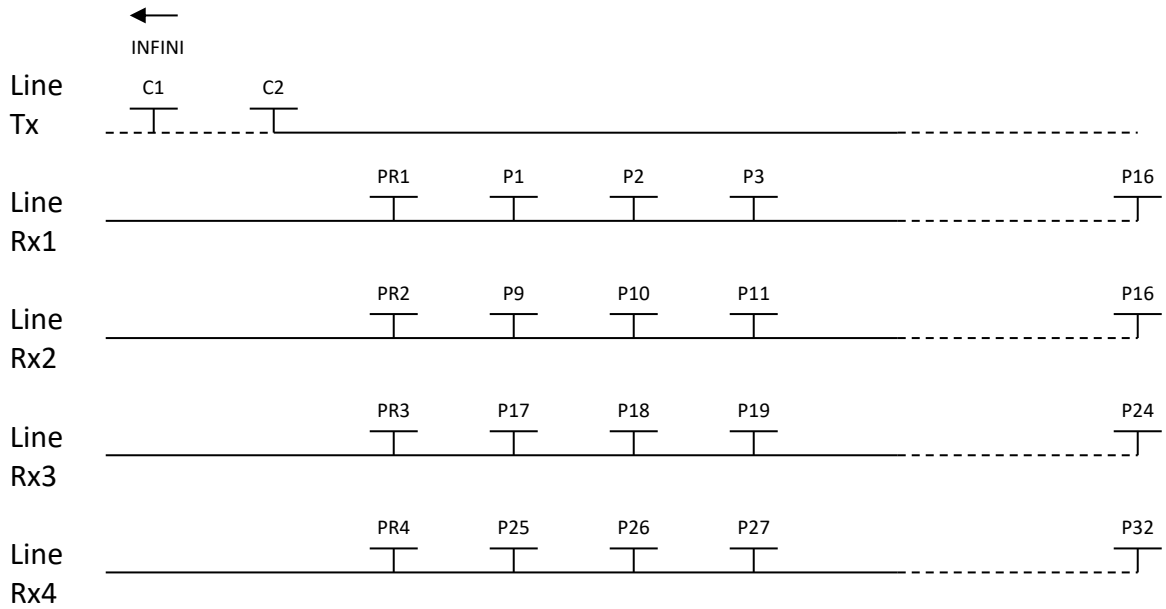 INFINI
Line
Tx
C1 C2
Line
Rx1
PR1 P1 P2 P3 P16
Line
Rx2
PR2 P9 P10 P11 P16
Line
Rx3
PR3 P17 P18 P19 P24
Line
Rx4
PR4 P25 P26 P27 P32